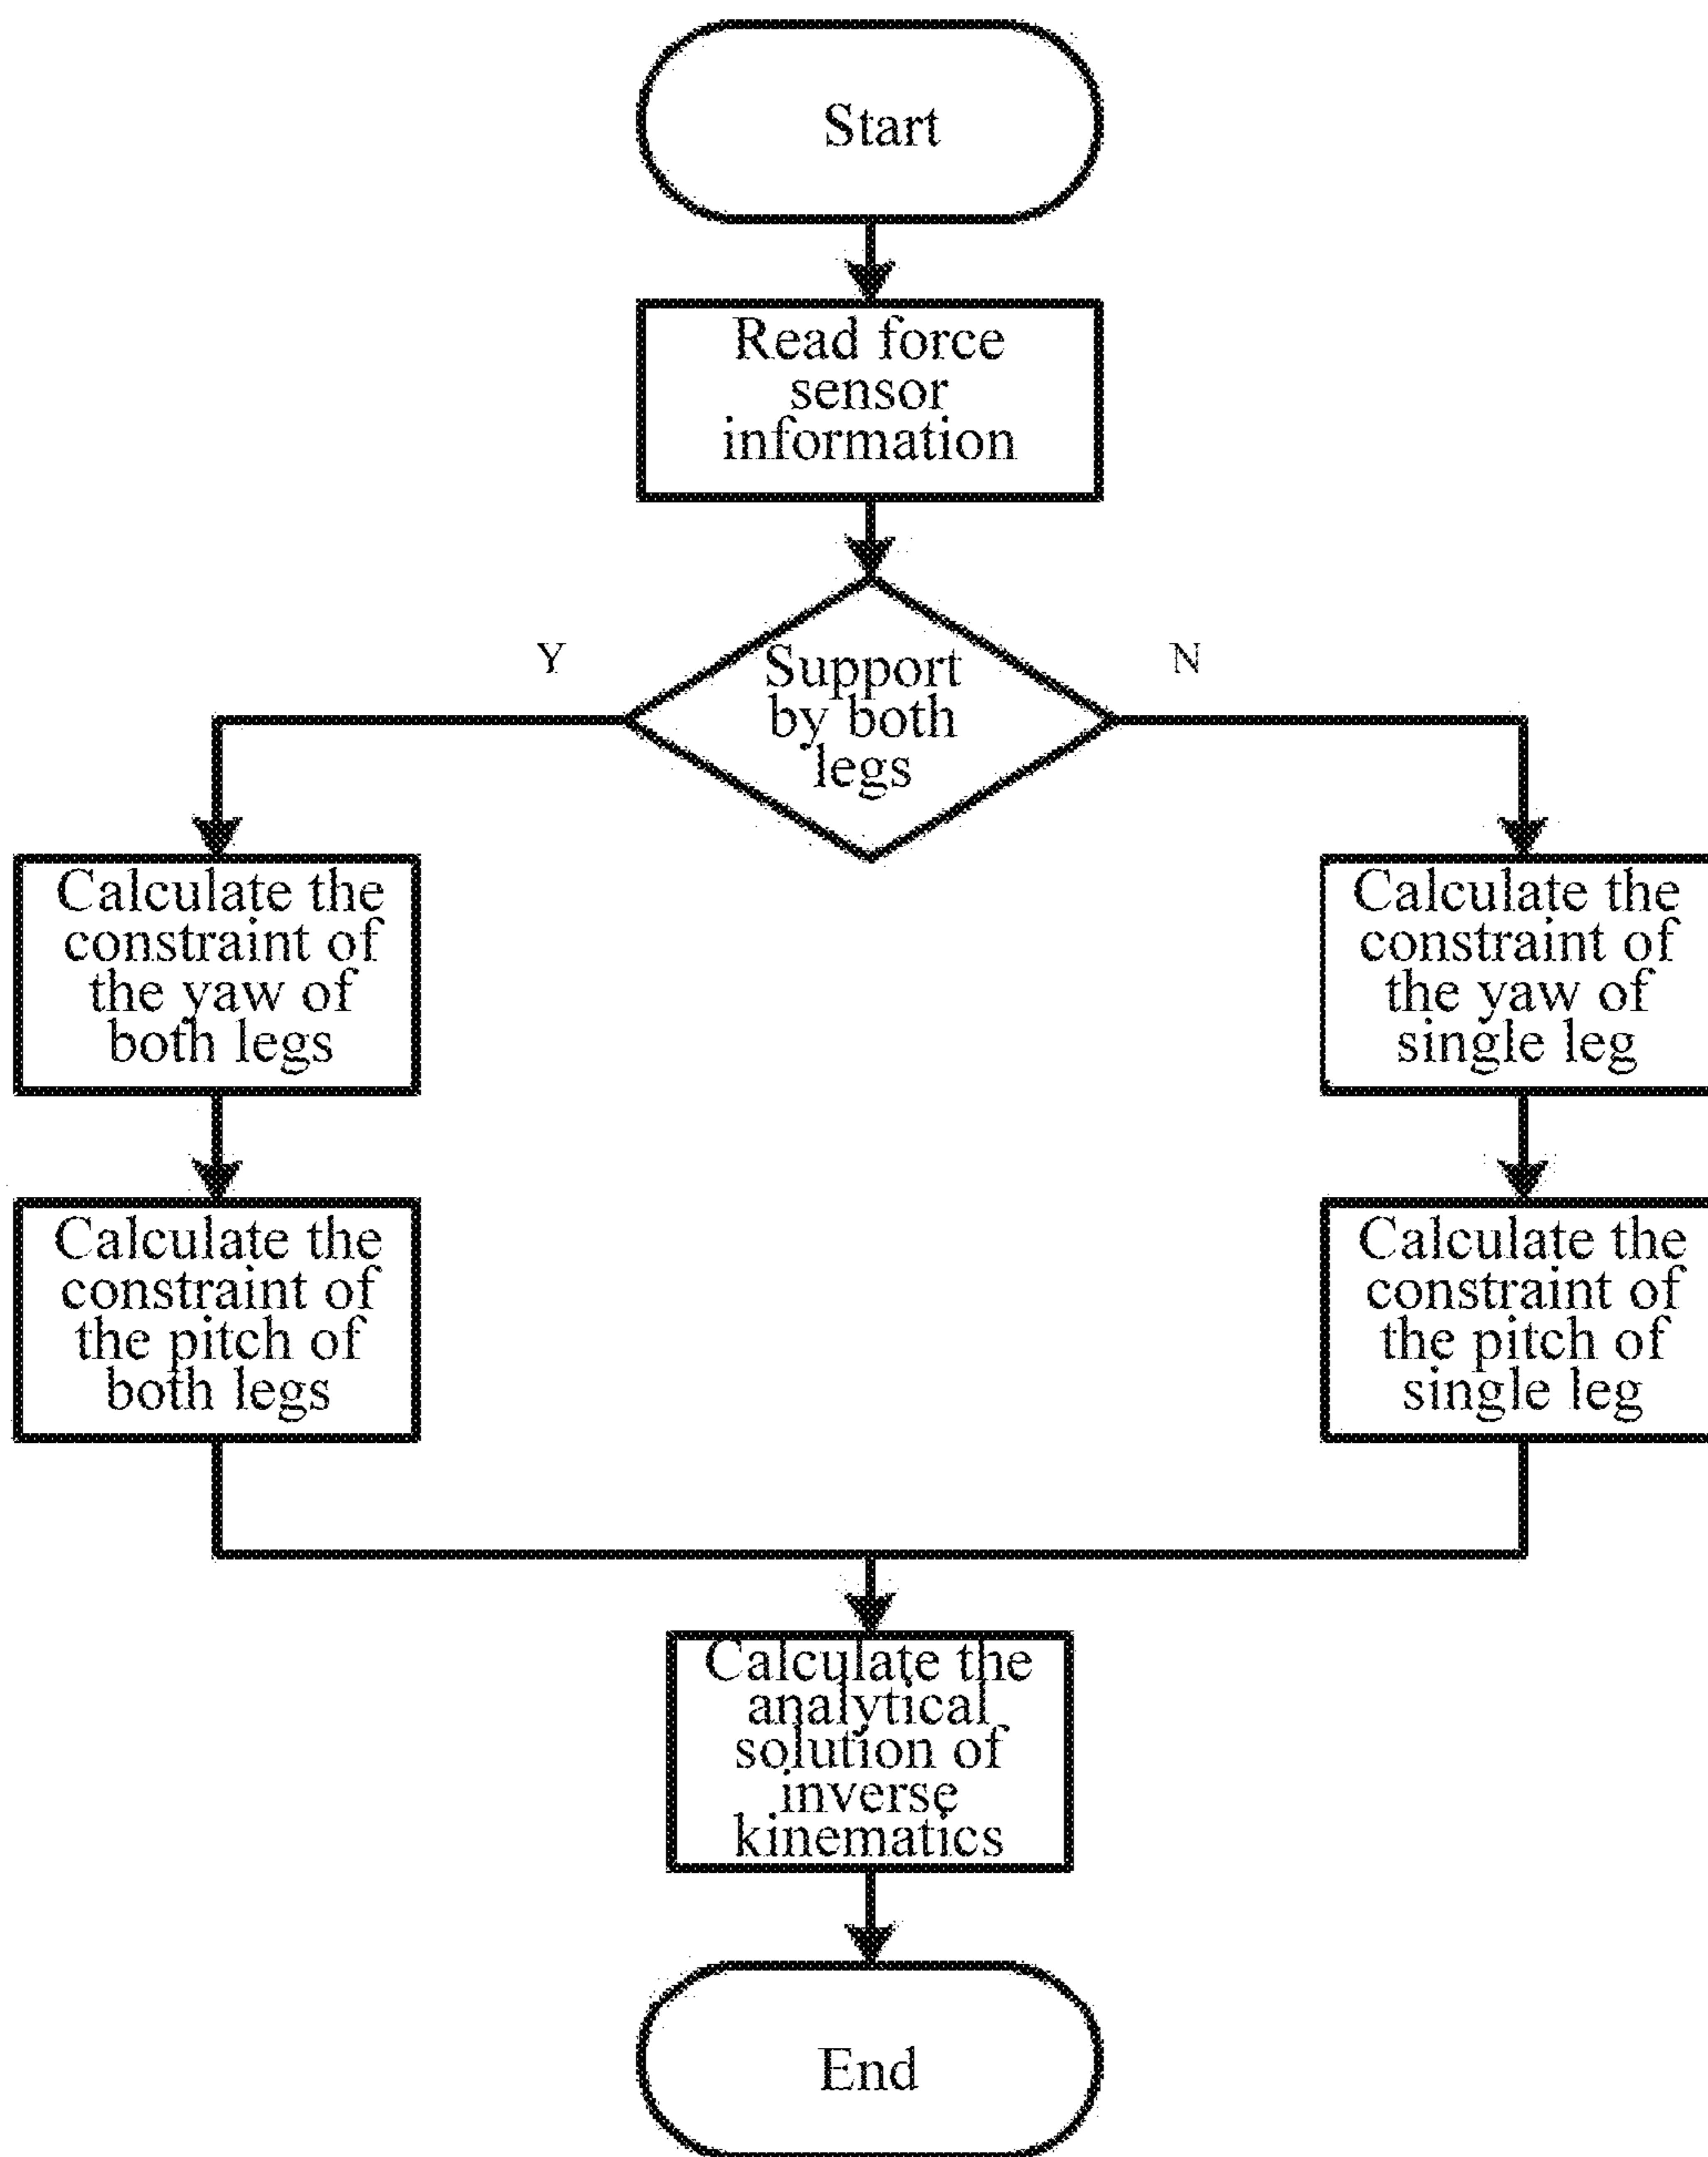 Start
Read force
sensor
information
Y
N
Support
by both
legs
Calculate the
constraint of
the yaw of
both legs
Calculate the
constraint of
the yaw of
single leg
Calculate the
constraint of
the pitch of
both legs
Calculate the
constraint of
the pitch of
single leg
Calculate the
analytical
solution of
inverse
kinematics
End